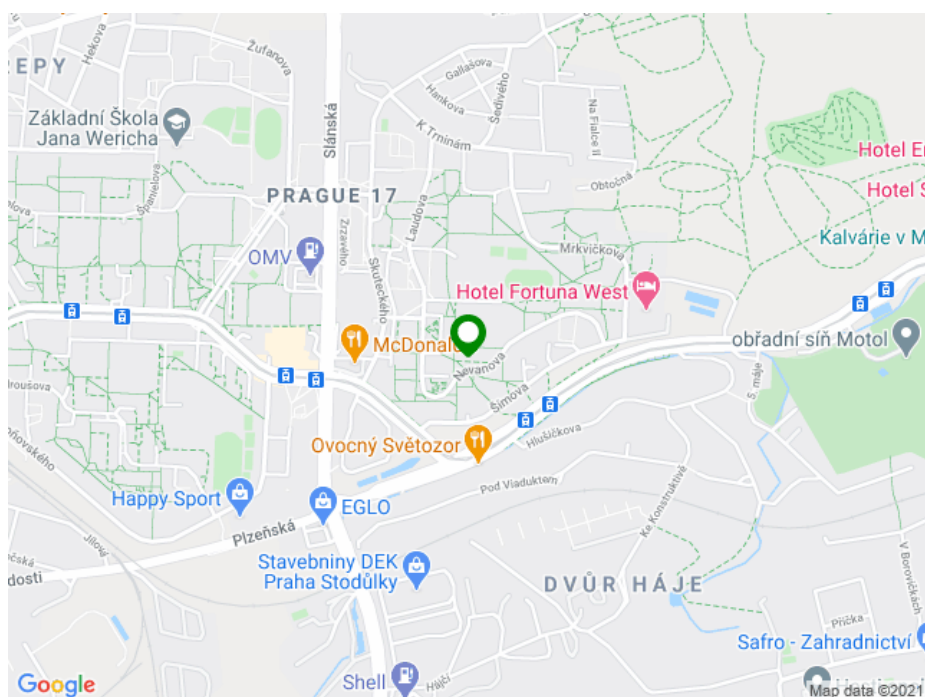 Hekova
Žufanova
Gallašova
Hankova
Šedivého
Na Fialce II
ŘEPY
Základní Škola
Jana Wericha
K Trninám
Slánská
Hotel
Obtočná
Hotel
Španielova
PRAGUE 17
Laudova
Zrzavého
Mrkvičkova
Kalvárie v
OMV
Skuteckého
Hotel Fortuna West
McDonald
Nevanova
obřadní síň Motol
Šímova
5. máje
Ovocný Světozor
Hlušičkova
Happy Sport
EGLO
Pod Viaduktem
Plzeňská
Ke Konstruktivě
Jílová
Stavebniny DEK
Praha Stodůlky
DVŮR HÁJE
V Borovičkách
Přička
Safro - Zahradnictví
Shell
Hájčí
Google
Map data ©2021